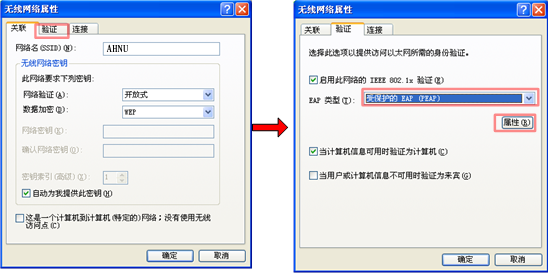 无线网络属性
关联 验证 连接
网络名(SSID)(N): AHNU
无线网络密钥
此网络要求下列密钥:
网络验证(A): 开放式
数据加密(D): WEP
网络密钥(K):
确认网络密钥(O):
密钥索引(高级)(X): 1
自动为我提供此密钥(H)
这是一个计算机到计算机(特定的)网络；没有使用无线
访问点(C)
确定 取消
无线网络属性
关联 验证 连接
选择此选项以提供访问以太网所需的身份验证。
启用此网络的 IEEE 802.1x 验证(E)
EAP 类型(T): 受保护的 EAP (PEAP)
属性(R)
当计算机信息可用时验证为计算机(C)
当用户或计算机信息不可用时验证为来宾(G)
确定 取消